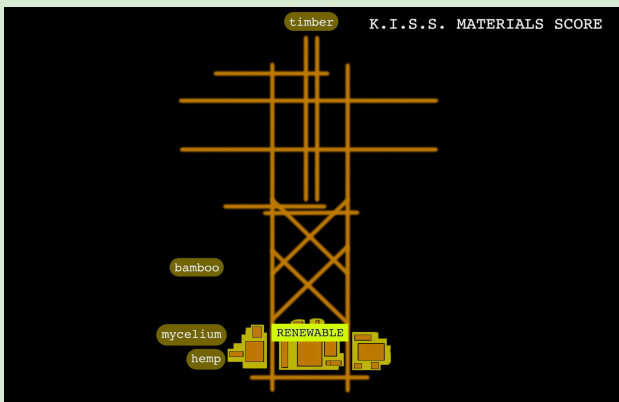 timber
K.I.S.S. MATERIALS SCORE
bamboo
mycelium
RENEWABLE
hemp